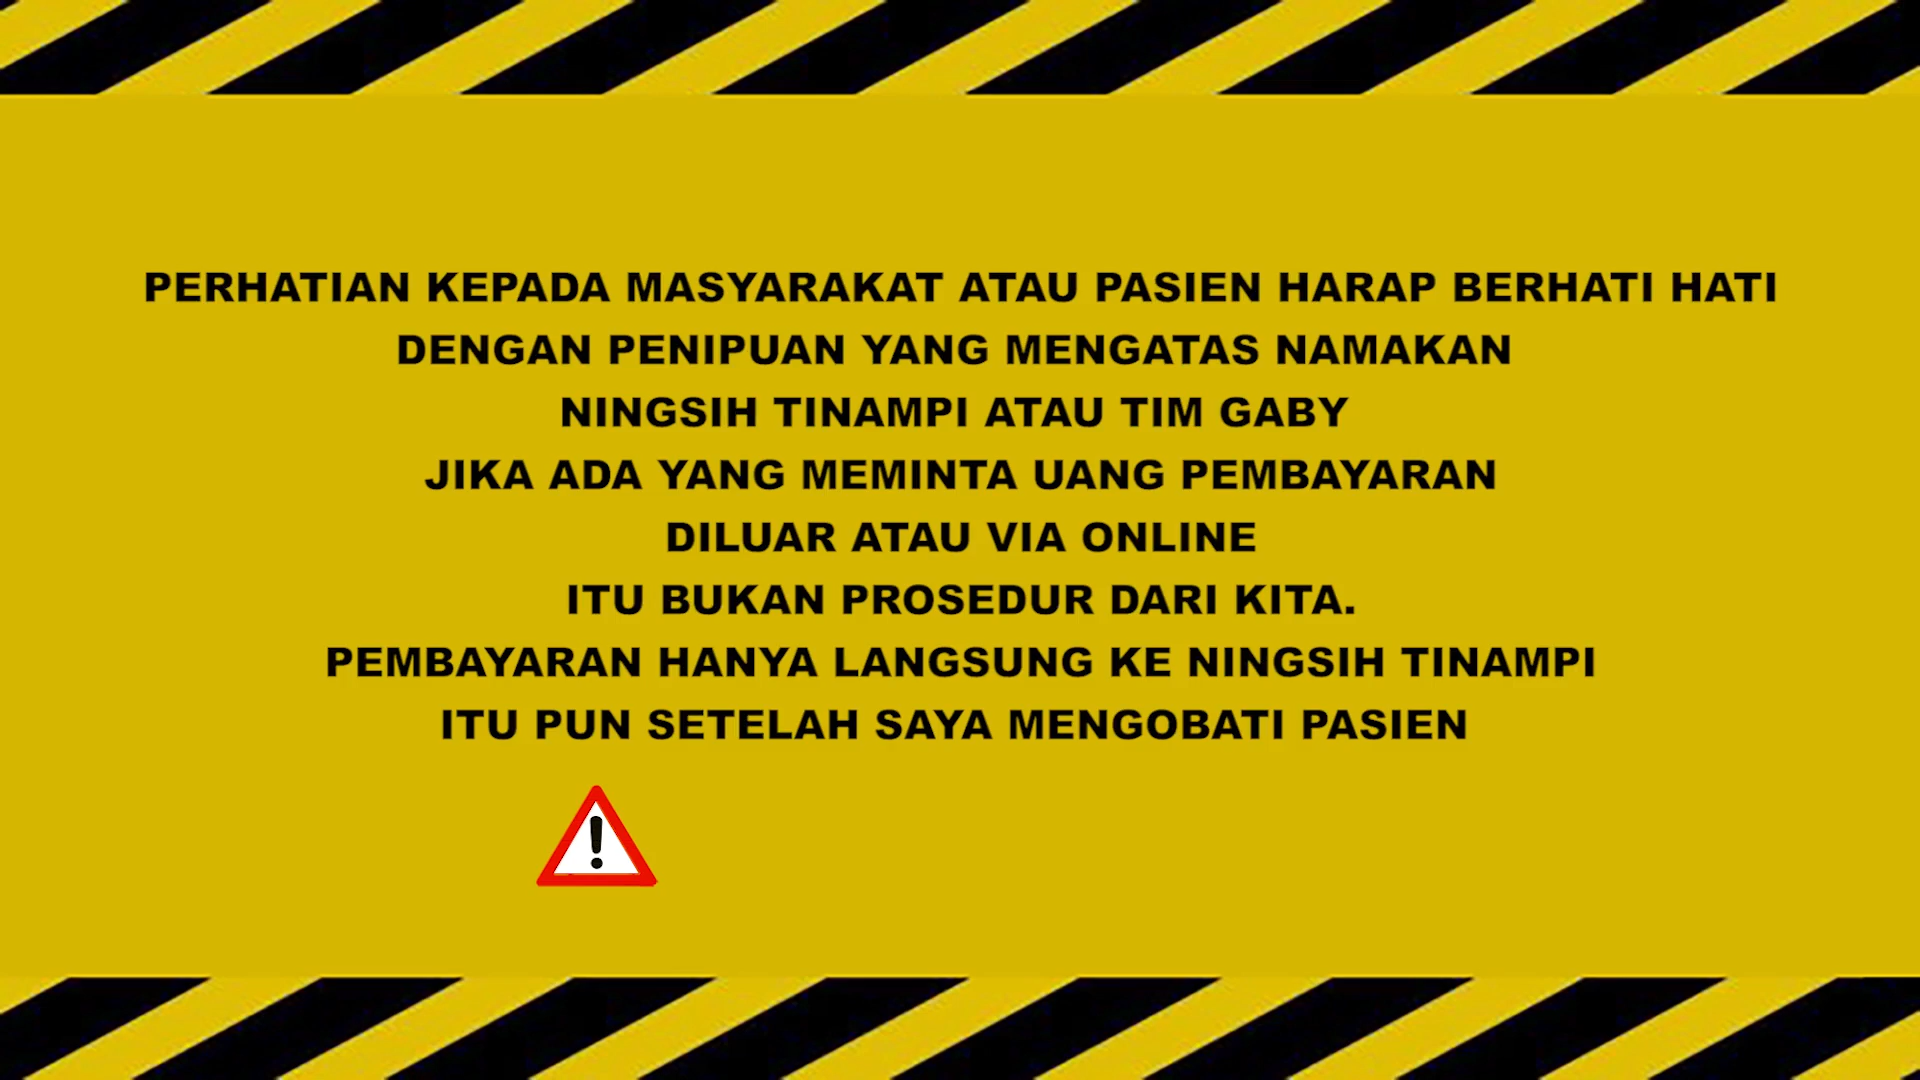 PERHATIAN KEPADA MASYARAKAT ATAU PASIEN HARAP BERHATI HATI
DENGAN PENIPUAN YANG MENGATAS NAMAKAN
NINGSIH TINAMPI ATAU TIM GABY
JIKA ADA YANG MEMINTA UANG PEMBAYARAN
DILUAR ATAU VIA ONLINE
ITU BUKAN PROSEDUR DARI KITA.
PEMBAYARAN HANYA LANGSUNG KE NINGSIH TINAMPI
ITU PUN SETELAH SAYA MENGOBATI PASIEN